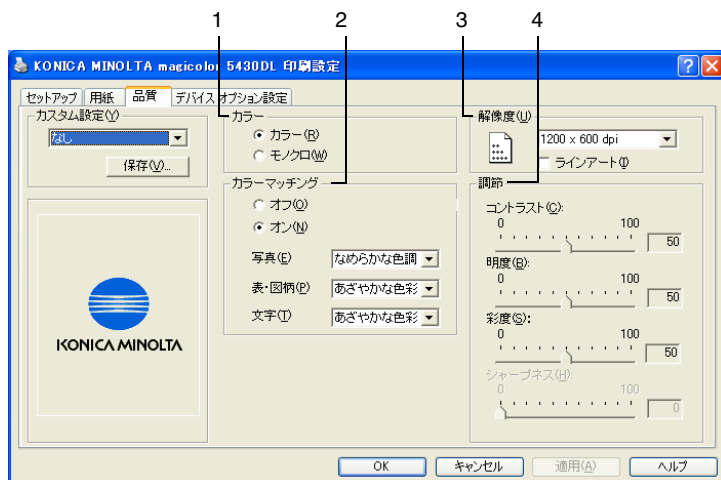 1 2 3 4
KONICA MINOLTA magicolor 5430DL 印刷設定
セットアップ 用紙 品質 デバイス オプション設定
カスタム設定(Y)
なし
保存(V)...
KONICA MINOLTA
カラー
カラー(R)
モノクロ(W)
カラーマッチング
オフ(O)
オン(N)
写真(E) なめらかな色調
表・図柄(P) あざやかな色彩
文字(T) あざやかな色彩
解像度(U)
1200 x 600 dpi
ラインアート(I)
調節
コントラスト(C):
0 100
50
明度(B):
0 100
50
彩度(S):
0 100
50
シャープネス(H):
0 100
0
OK キャンセル 適用(A) ヘルプ